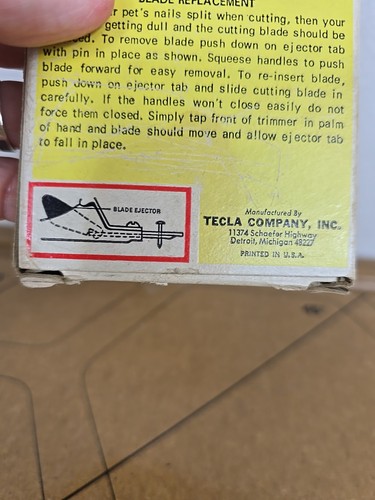 BLADE REPLACEMENT
pet's nails split when cutting, then your
getting dull and the cutting blade should be
To remove blade push down on ejector tab
with pin in place as shown. Squeese handles to push
blade forward for easy removal. To re-insert blade,
push down on ejector tab and slide cutting blade in
carefully. If the handles won't close easily do not
force them closed. Simply tap front of trimmer in palm
of hand and blade should move and allow ejector tab
to fall in place.
BLADE EJECTOR
Manufactured By
TECLA COMPANY, INC.
11374 Schaefer Highway
Detroit, Michigan 48227
PRINTED IN U.S.A.